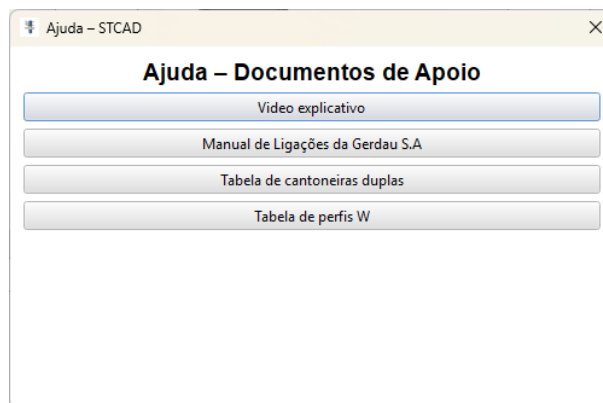 Ajuda – STCAD
Ajuda – Documentos de Apoio
Video explicativo
Manual de Ligações da Gerdau S.A
Tabela de cantoneiras duplas
Tabela de perfis W